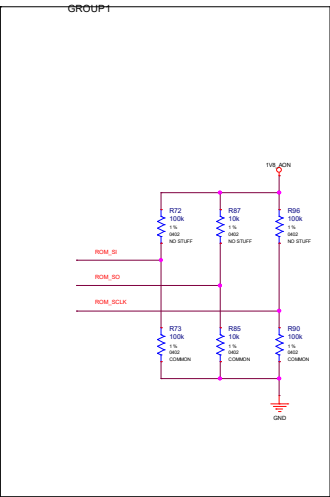 GROUP1
1V8_AON
R72
100k
1 %
0402
NO STUFF
R87
10k
1 %
0402
NO STUFF
R96
100k
1 %
0402
NO STUFF
ROM_SI
ROM_SO
ROM_SCLK
R73
100k
1 %
0402
COMMON
R85
10k
1 %
0402
COMMON
R90
100k
1 %
0402
COMMON
GND